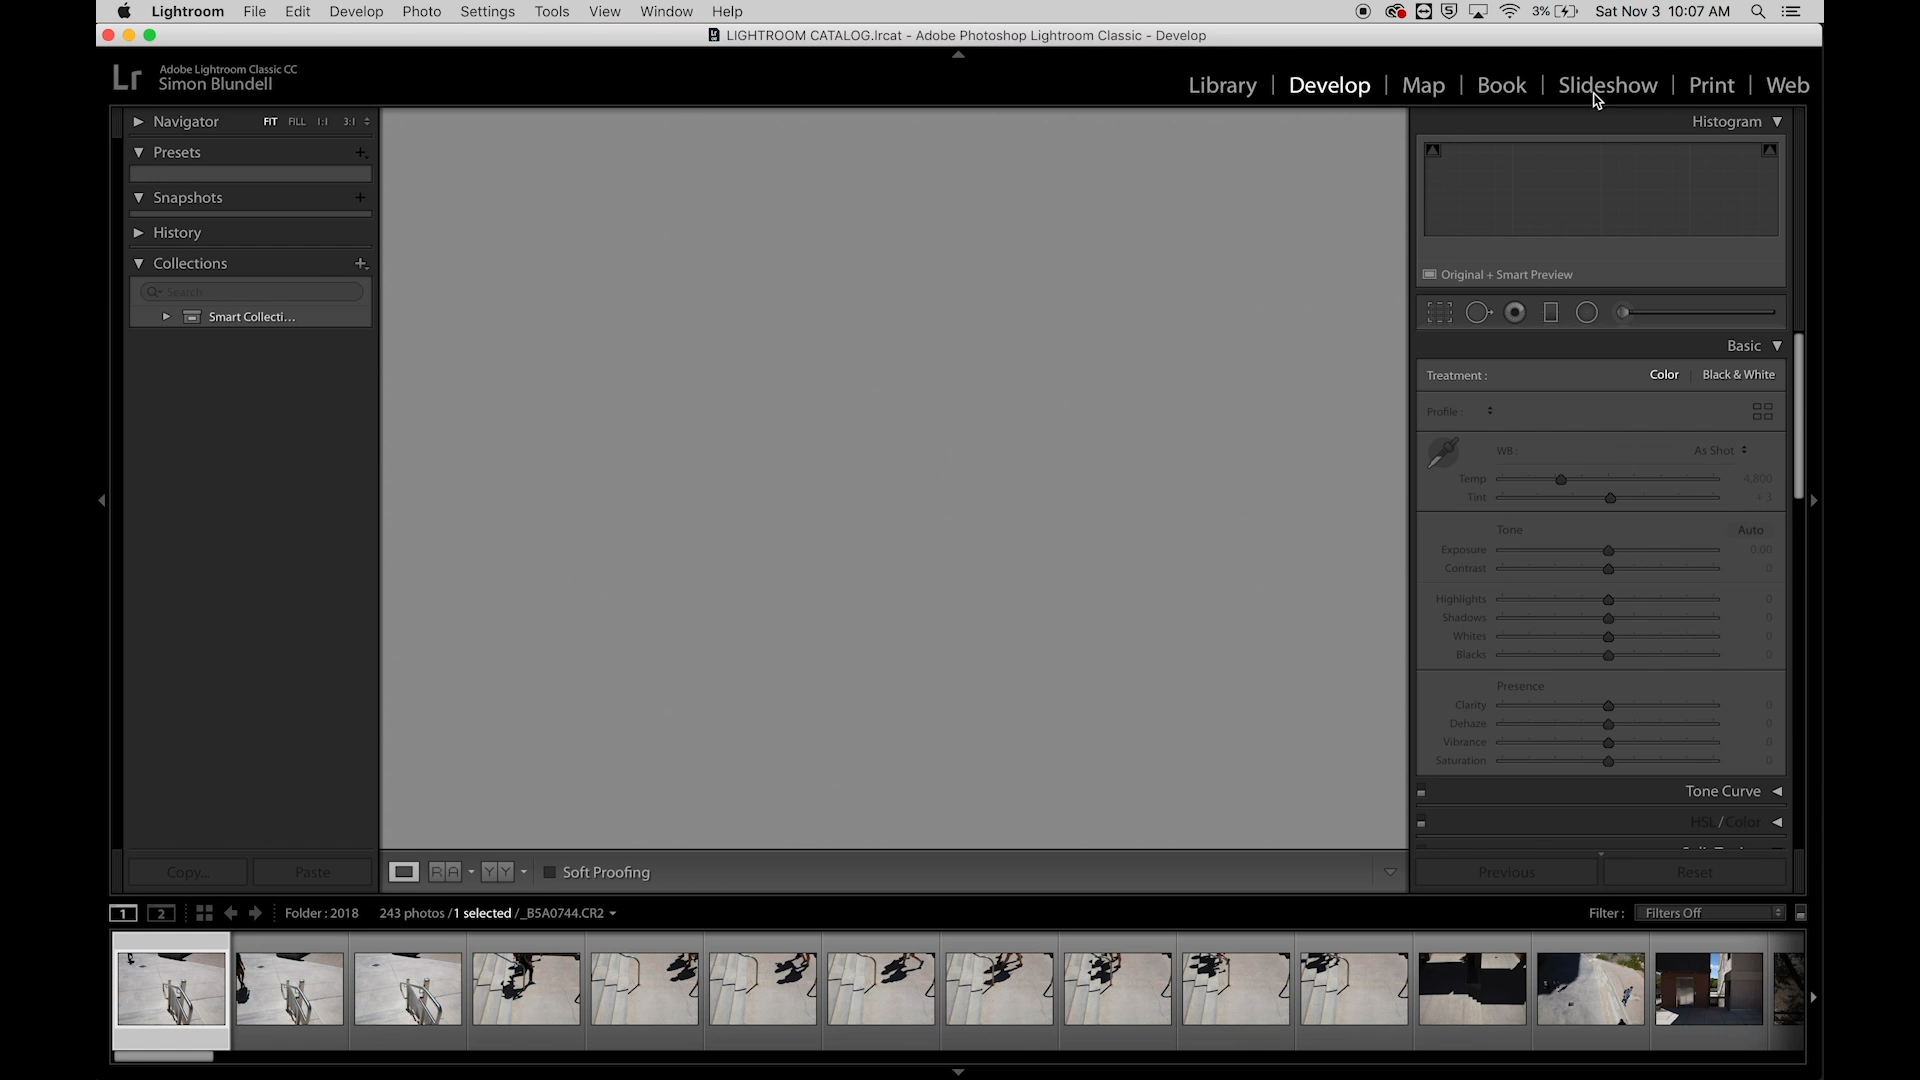 Lightroom File Edit Develop Photo Settings Tools View Window Help 3% Sat Nov 3 10:07 AM
LIGHTROOM CATALOG.lrcat - Adobe Photoshop Lightroom Classic - Develop
Lr Adobe Lightroom Classic CC
Simon Blundell
Library | Develop | Map | Book | Slideshow | Print | Web
Navigator FIT FILL 1:1 3:1
Presets
Snapshots
History
Collections
Search
Smart Collecti...
Copy...
Paste
Soft Proofing
Histogram
Original + Smart Preview
Basic
Treatment : Color Black & White
Profile :
WB : As Shot
Temp 4,800
Tint + 3
Tone Auto
Exposure 0.00
Contrast 0
Highlights 0
Shadows 0
Whites 0
Blacks 0
Presence
Clarity 0
Dehaze 0
Vibrance 0
Saturation 0
Tone Curve
HSL / Color
Previous
Reset
1 2 Folder : 2018 243 photos / 1 selected / _B5A0744.CR2
Filter : Filters Off